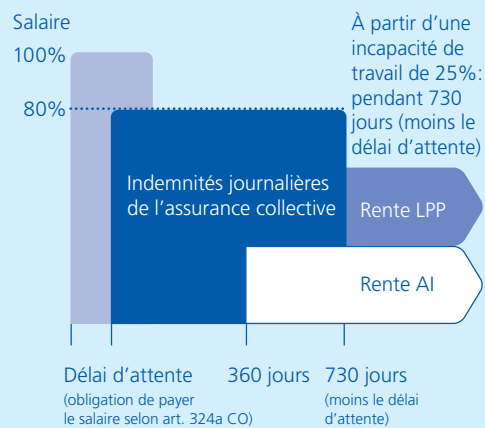 Salaire
100%
80%
À partir d’une
incapacité de
travail de 25%:
pendant 730
jours (moins le
délai d’attente)
Indemnités journalières
de l’assurance collective
Rente LPP
Rente AI
Délai d’attente
(obligation de payer
le salaire selon art. 324a CO)
360 jours
730 jours
(moins le délai
d’attente)